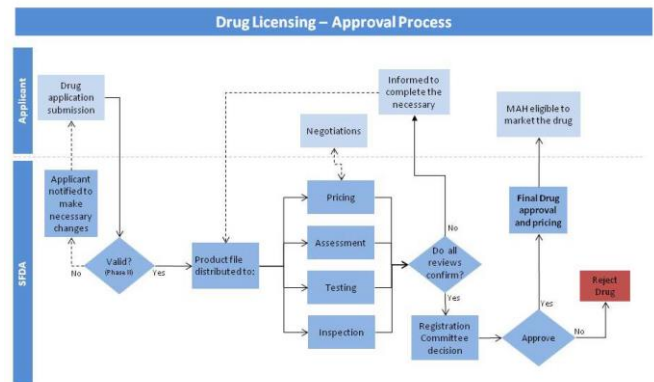 Drug Licensing – Approval Process
Applicant
Drug
application
submission
Informed to
complete the
necessary
MAH eligible to
market the drug
Negotiations
SFDA
Applicant
notified to
make
necessary
changes
Valid?
(Phase II)
No
Yes
Product file
distributed to:
Pricing
Assessment
Testing
Inspection
No
Do all
reviews
confirm?
Yes
Registration
Committee
decision
Final Drug
approval
and pricing
Yes
Approve
No
Reject
Drug